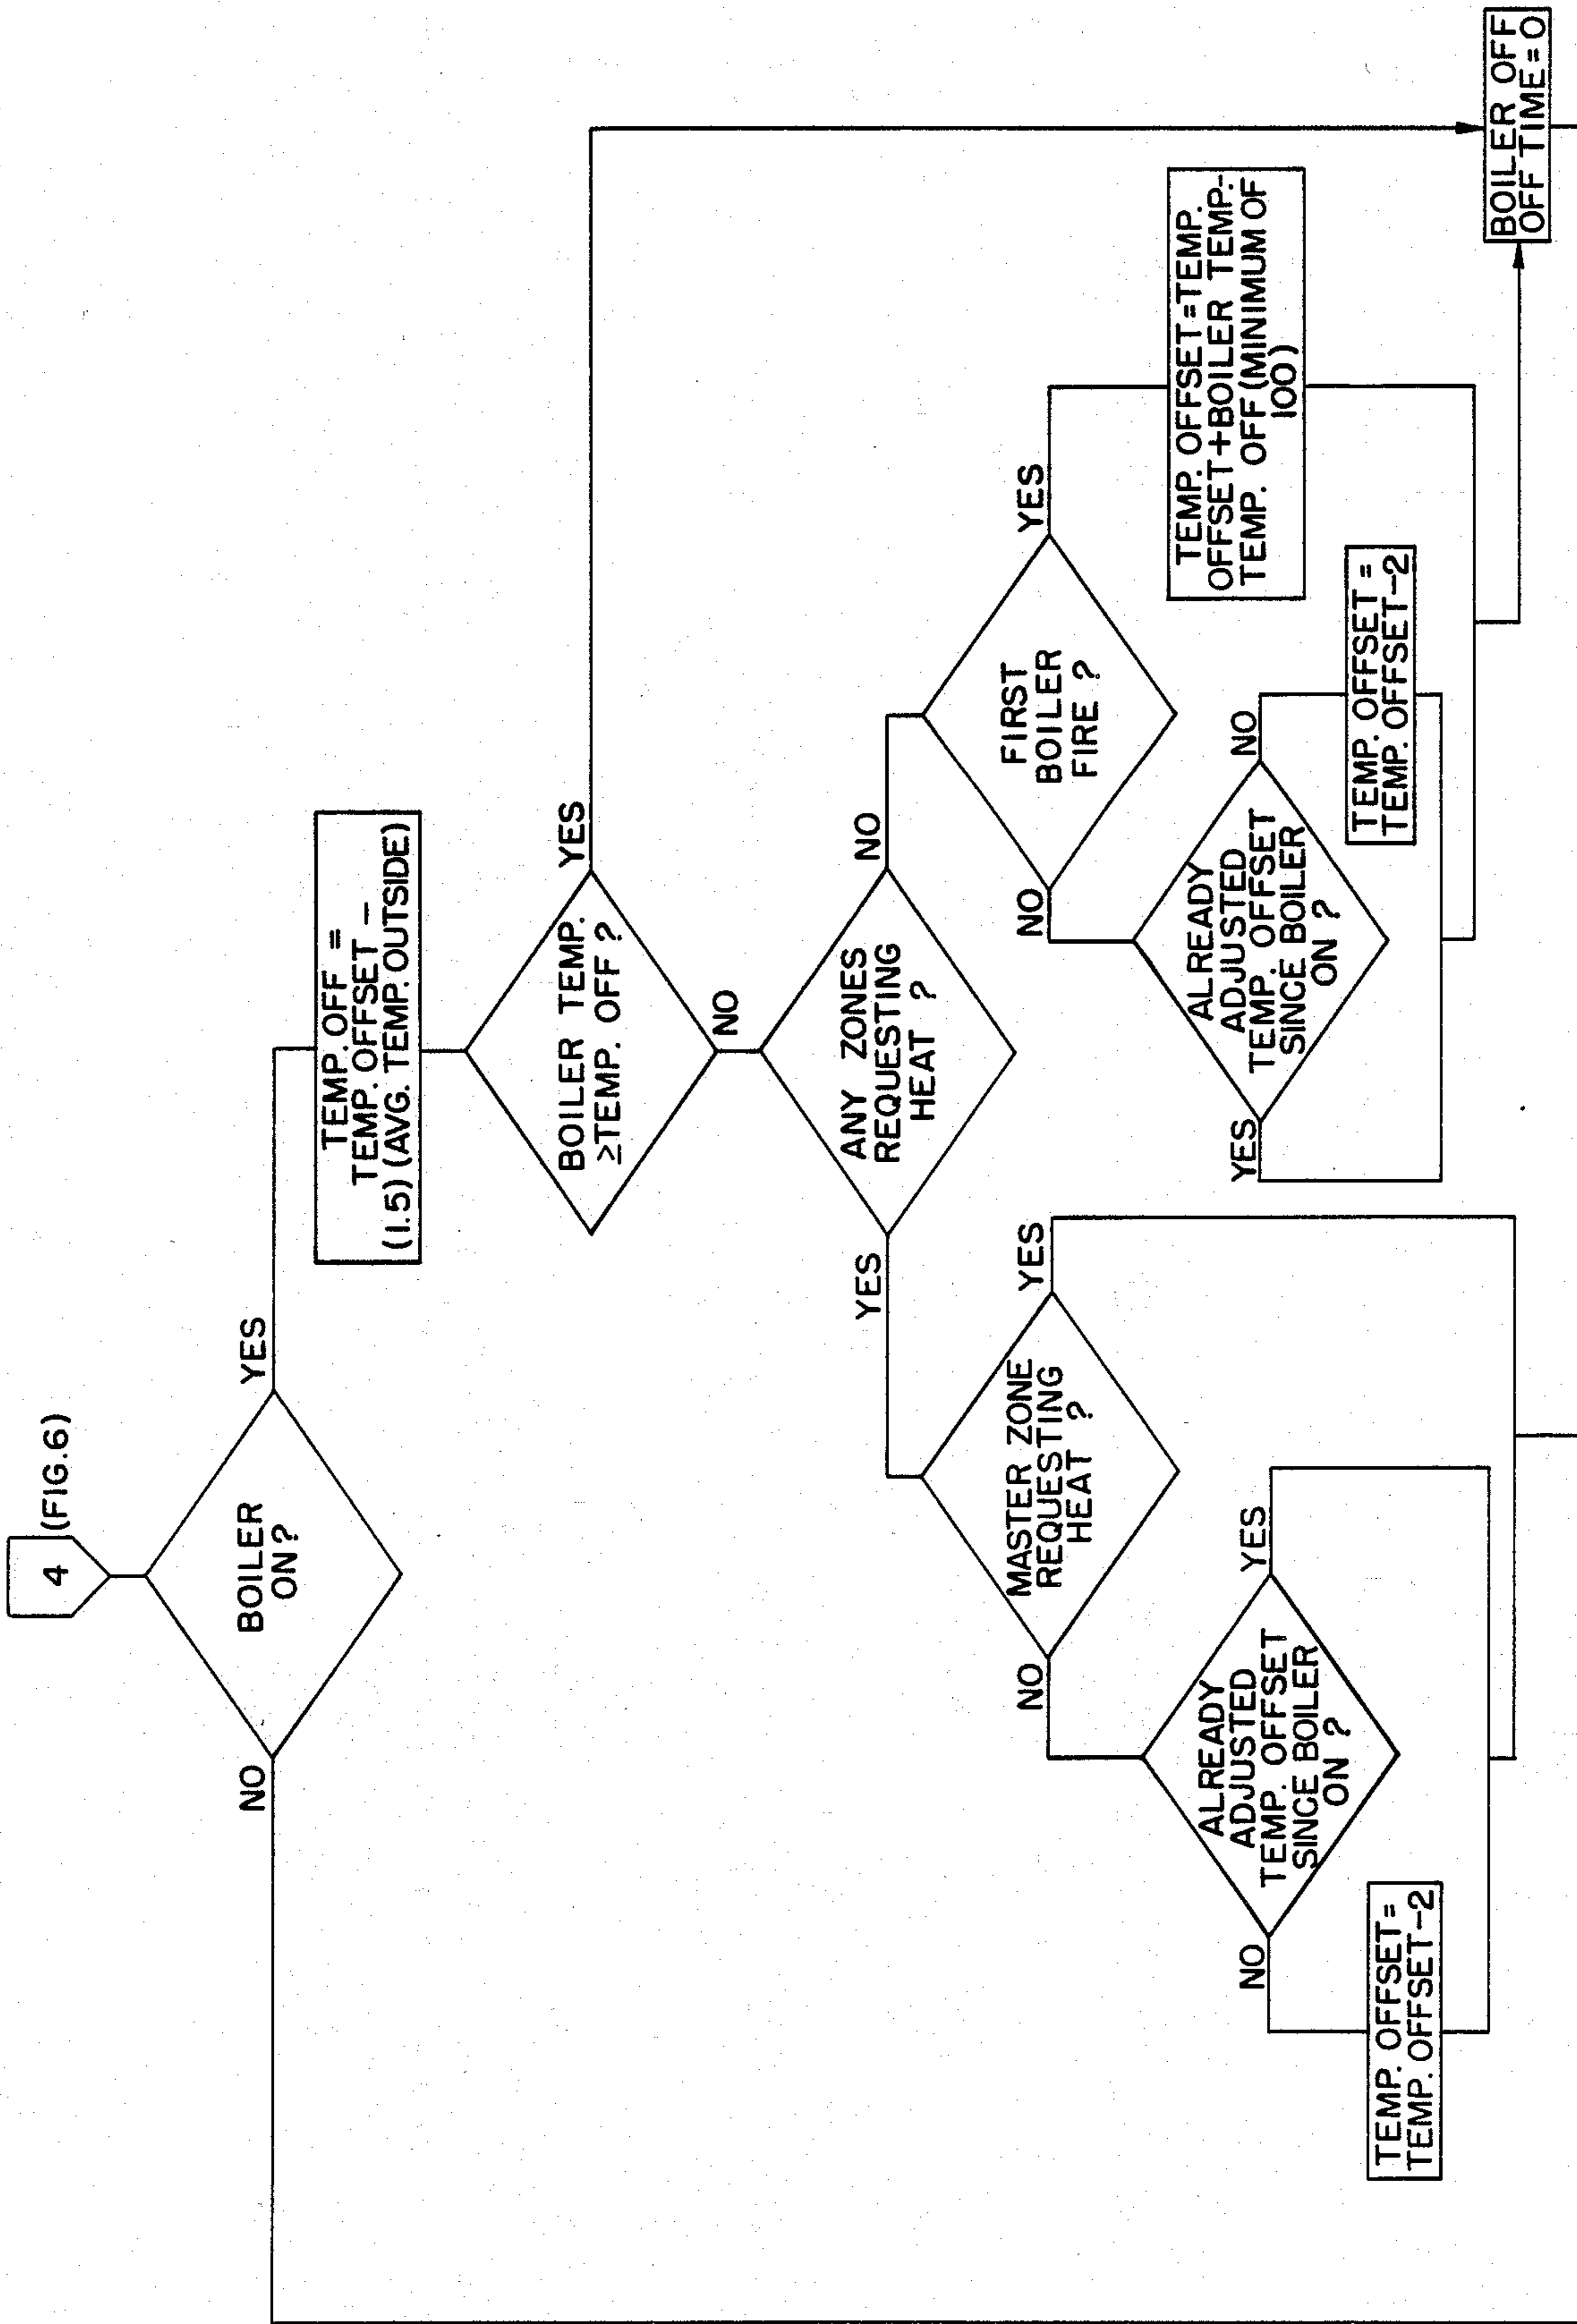 4
(FIG.6)
BOILER
ON?
NO
YES
TEMP. OFF =
TEMP. OFFSET –
(1.5) (AVG. TEMP. OUTSIDE)
BOILER TEMP.
≥TEMP. OFF ?
YES
NO
ANY ZONES
REQUESTING
HEAT ?
YES
NO
MASTER ZONE
REQUESTING
HEAT ?
NO
YES
FIRST
BOILER
FIRE ?
NO
YES
ALREADY
ADJUSTED
TEMP. OFFSET
SINCE BOILER
ON ?
NO
YES
TEMP. OFFSET=
TEMP. OFFSET-2
ALREADY
ADJUSTED
TEMP. OFFSET
SINCE BOILER
ON ?
YES
NO
TEMP. OFFSET =
TEMP. OFFSET-2
TEMP. OFFSET=TEMP.
OFFSET+BOILER TEMP.-
TEMP. OFF (MINIMUM OF
100)
BOILER OFF
OFF TIME=0